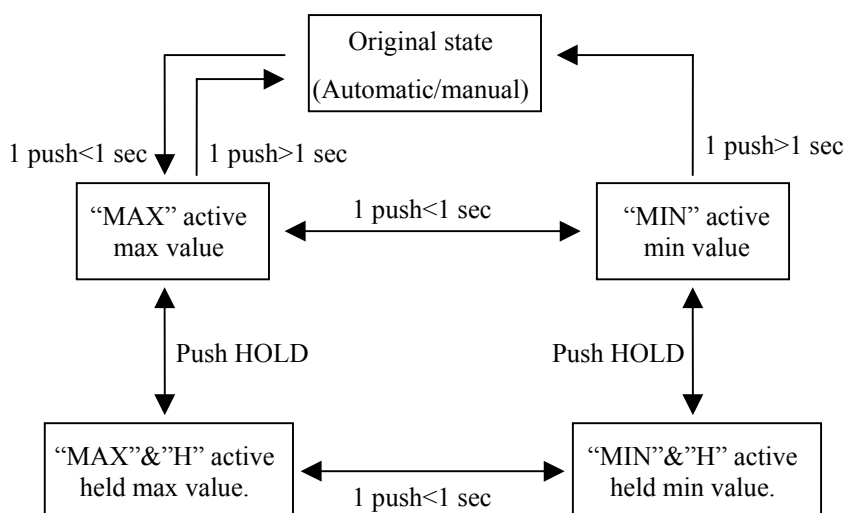 Original state
(Automatic/manual)
1 push<1 sec
1 push>1 sec
1 push>1 sec
“MAX” active
max value
1 push<1 sec
“MIN” active
min value
Push HOLD
Push HOLD
“MAX”&”H” active
held max value.
1 push<1 sec
“MIN”&”H” active
held min value.